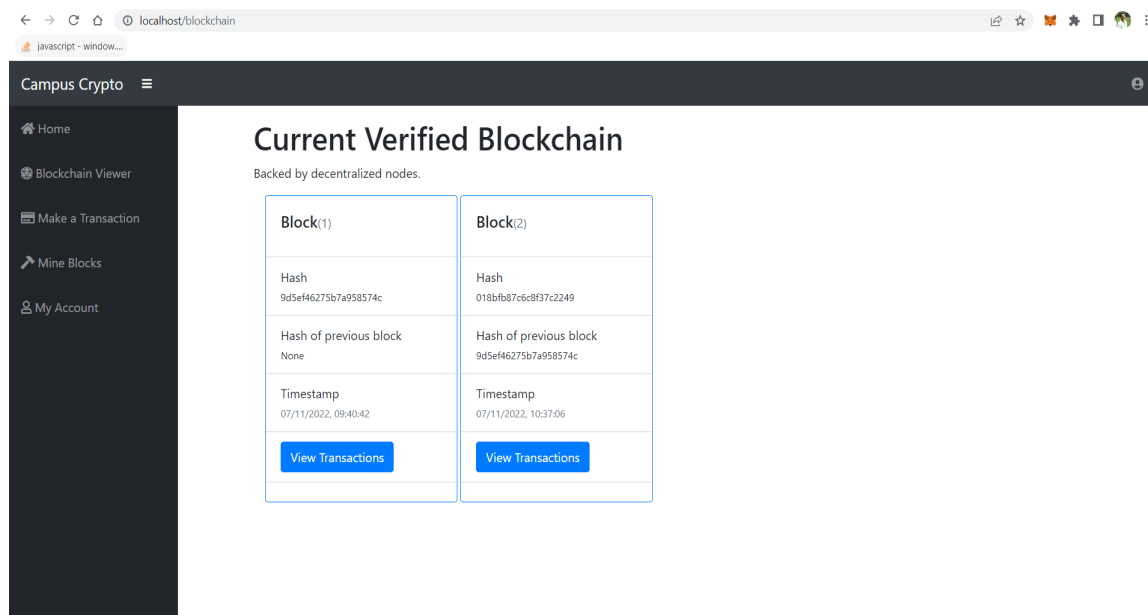 localhost/blockchain
javascript - window....
Campus Crypto
Home
Blockchain Viewer
Make a Transaction
Mine Blocks
My Account
Current Verified Blockchain
Backed by decentralized nodes.
Block(1)
Hash
9d5ef46275b7a958574c
Hash of previous block
None
Timestamp
07/11/2022, 09:40:42
View Transactions
Block(2)
Hash
018bfb87c6c8f37c2249
Hash of previous block
9d5ef46275b7a958574c
Timestamp
07/11/2022, 10:37:06
View Transactions